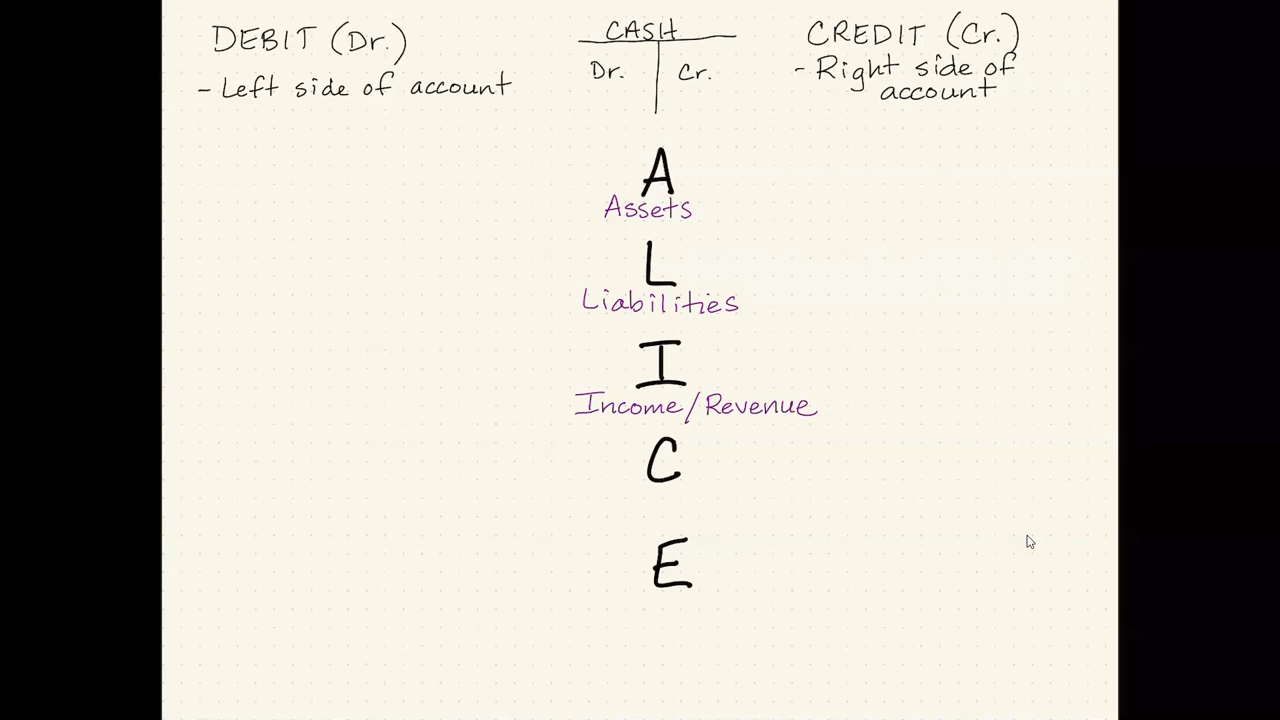 DEBIT (Dr.)
- Left side of account
CASH
Dr. Cr.
CREDIT (Cr.)
- Right side of
account
A
Assets
L
Liabilities
I
Income/Revenue
C
E